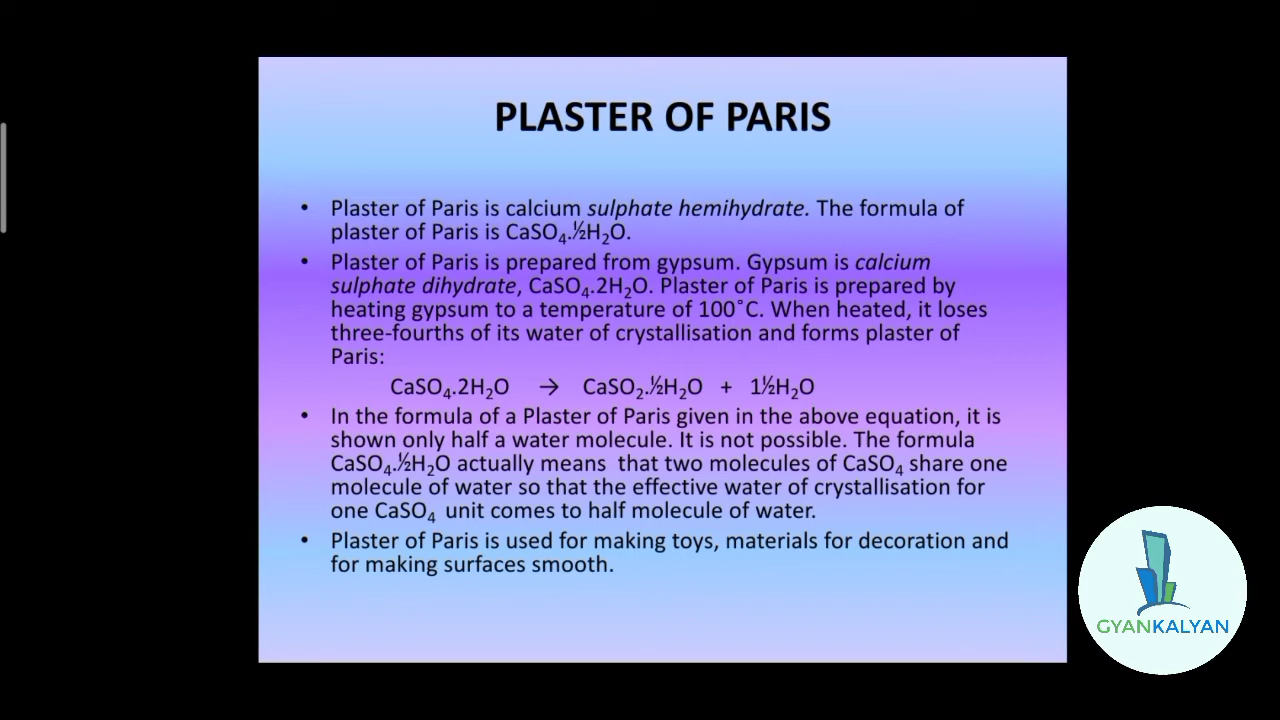 PLASTER OF PARIS
• Plaster of Paris is calcium sulphate hemihydrate. The formula of
plaster of Paris is CaSO₄.½H₂O.
• Plaster of Paris is prepared from gypsum. Gypsum is calcium
sulphate dihydrate, CaSO₄.2H₂O. Plaster of Paris is prepared by
heating gypsum to a temperature of 100˚C. When heated, it loses
three-fourths of its water of crystallisation and forms plaster of
Paris:
CaSO₄.2H₂O → CaSO₂.½H₂O + 1½H₂O
• In the formula of a Plaster of Paris given in the above equation, it is
shown only half a water molecule. It is not possible. The formula
CaSO₄.½H₂O actually means that two molecules of CaSO₄ share one
molecule of water so that the effective water of crystallisation for
one CaSO₄ unit comes to half molecule of water.
• Plaster of Paris is used for making toys, materials for decoration and
for making surfaces smooth.
GYANKALYAN